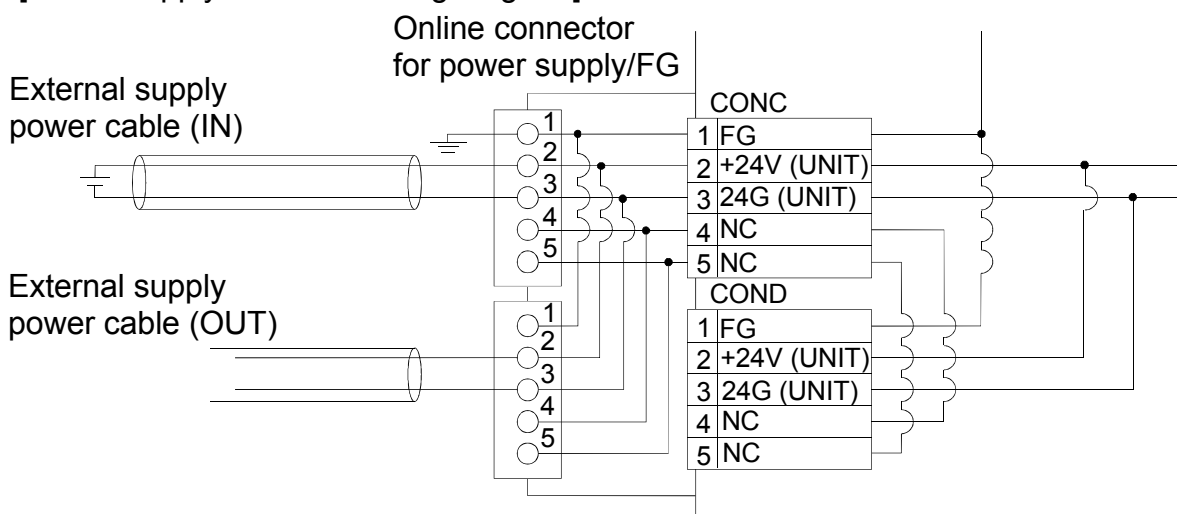 Online connector
for power supply/FG
External supply
power cable (IN)
CONC
1
2
3
4
5
1 FG
2 +24V (UNIT)
3 24G (UNIT)
4 NC
5 NC
External supply
power cable (OUT)
COND
1
2
3
4
5
1 FG
2 +24V (UNIT)
3 24G (UNIT)
4 NC
5 NC